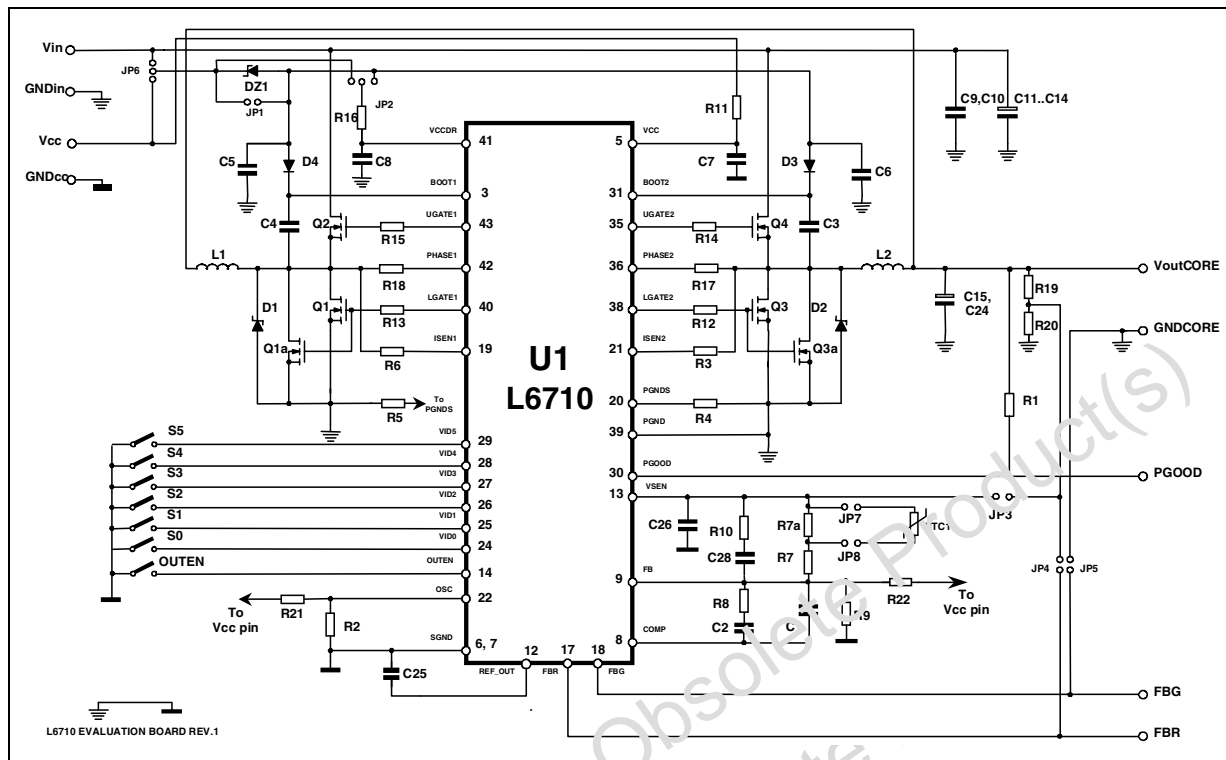 Vin
JP6
DZ1
GNDin
JP1
JP2
R16
R11
C9,C10
C11..C14
Vcc
VCCDR
41
5
VCC
C5
D4
C8
C7
D3
C6
GNDcc
BOOT1
3
31
BOOT2
C4
Q2
UGATE1
43
35
UGATE2
Q4
C3
R15
R14
L1
PHASE1
42
36
PHASE2
L2
VoutCORE
R18
R17
D1
Q1
LGATE1
40
38
LGATE2
Q3
D2
C15,
C24
R19
R13
R12
R20
GNDCORE
Q1a
ISEN1
19
U1
L6710
21
ISEN2
Q3a
R6
R3
To
PGNDS
R5
20
PGNDS
R4
R1
39
PGND
S5
VID5
29
S4
VID4
28
30
PGOOD
PGOOD
S3
VID3
27
13
VSEN
JP3
S2
VID2
26
C26
R10
R7a
JP7
S1
VID1
25
JP8
S0
VID0
24
C28
R7
JP4
JP5
OUTEN
OUTEN
14
9
FB
R22
To
Vcc pin
R21
OSC
22
R8
To
Vcc pin
R2
C2
SGND
6, 7
8
COMP
C25
12
17
18
REF_OUT
FBR
FBG
FBG
FBR
L6710 EVALUATION BOARD REV.1
Obsolete Product(s)